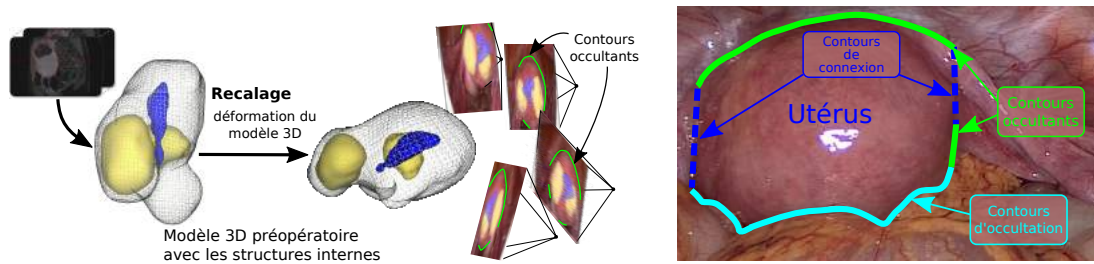 Recalage
déformation du
modèle 3D
Modèle 3D préopératoire
avec les structures internes
Contours
occultants
Contours
de
connexion
Utérus
Contours
occultants
Contours
d'occultation